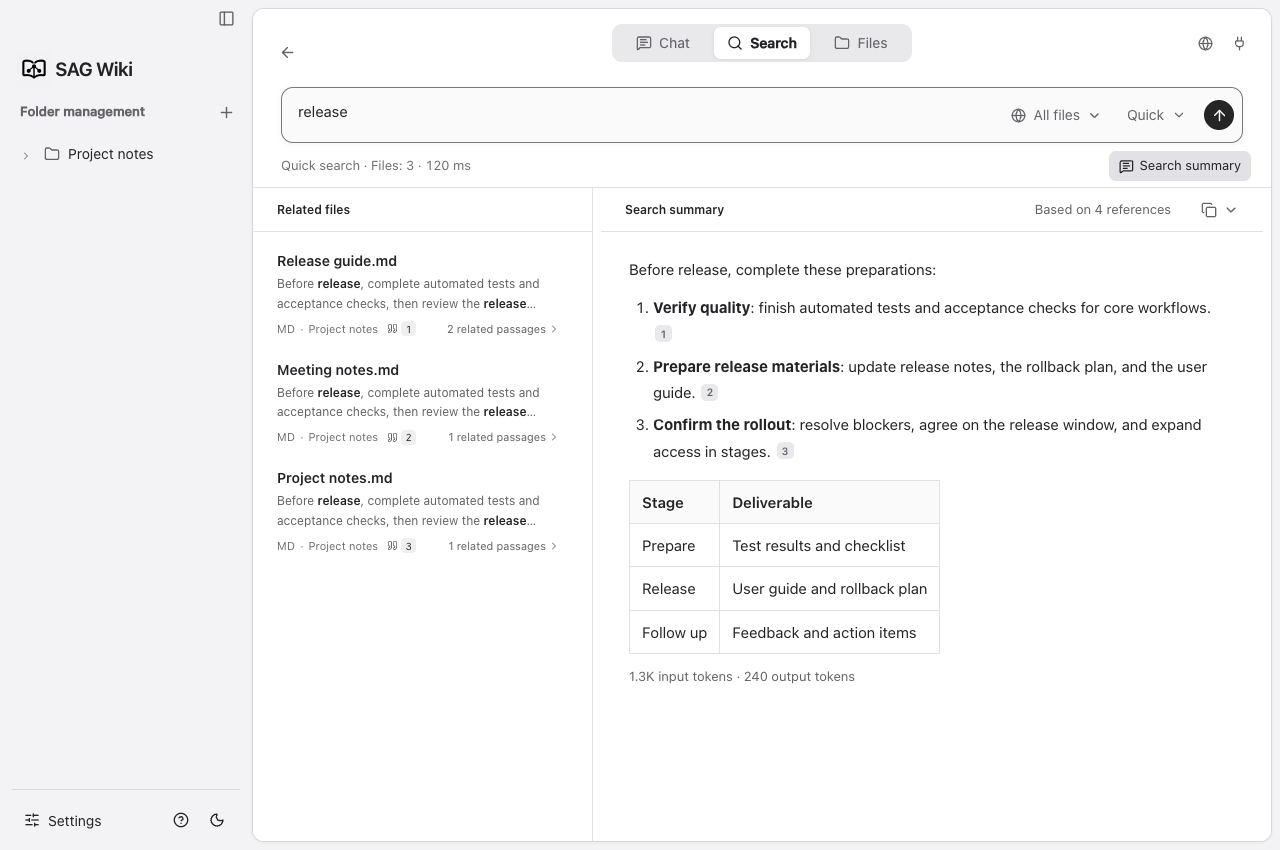 SAG Wiki
Folder management
Project notes
Settings
Chat
Search
Files
release
All files
Quick
Quick search · Files: 3 · 120 ms
Search summary
Related files
Release guide.md
Before release, complete automated tests and
acceptance checks, then review the release...
MD · Project notes 1 2 related passages
Meeting notes.md
Before release, complete automated tests and
acceptance checks, then review the release...
MD · Project notes 2 1 related passages
Project notes.md
Before release, complete automated tests and
acceptance checks, then review the release...
MD · Project notes 3 1 related passages
Search summary
Based on 4 references
Before release, complete these preparations:
1. Verify quality: finish automated tests and acceptance checks for core workflows.
1
2. Prepare release materials: update release notes, the rollback plan, and the user
guide. 2
3. Confirm the rollout: resolve blockers, agree on the release window, and expand
access in stages. 3
Stage Deliverable
Prepare Test results and checklist
Release User guide and rollback plan
Follow up Feedback and action items
1.3K input tokens · 240 output tokens